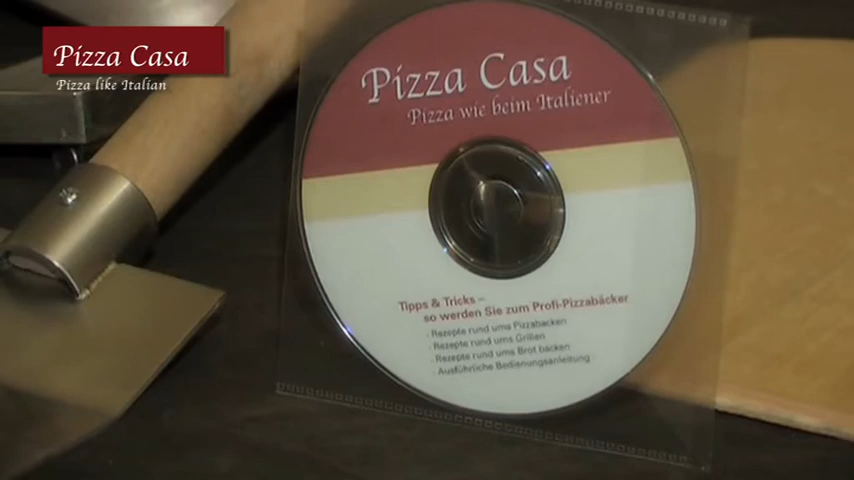 Pizza Casa
Pizza like Italian
Pizza Casa
Pizza wie beim Italiener
Tipps & Tricks –
so werden Sie zum Profi-Pizzabäcker
· Rezepte rund ums Pizzabacken
· Rezepte rund ums Grillen
· Rezepte rund ums Brot backen
· Ausführliche Bedienungsanleitung